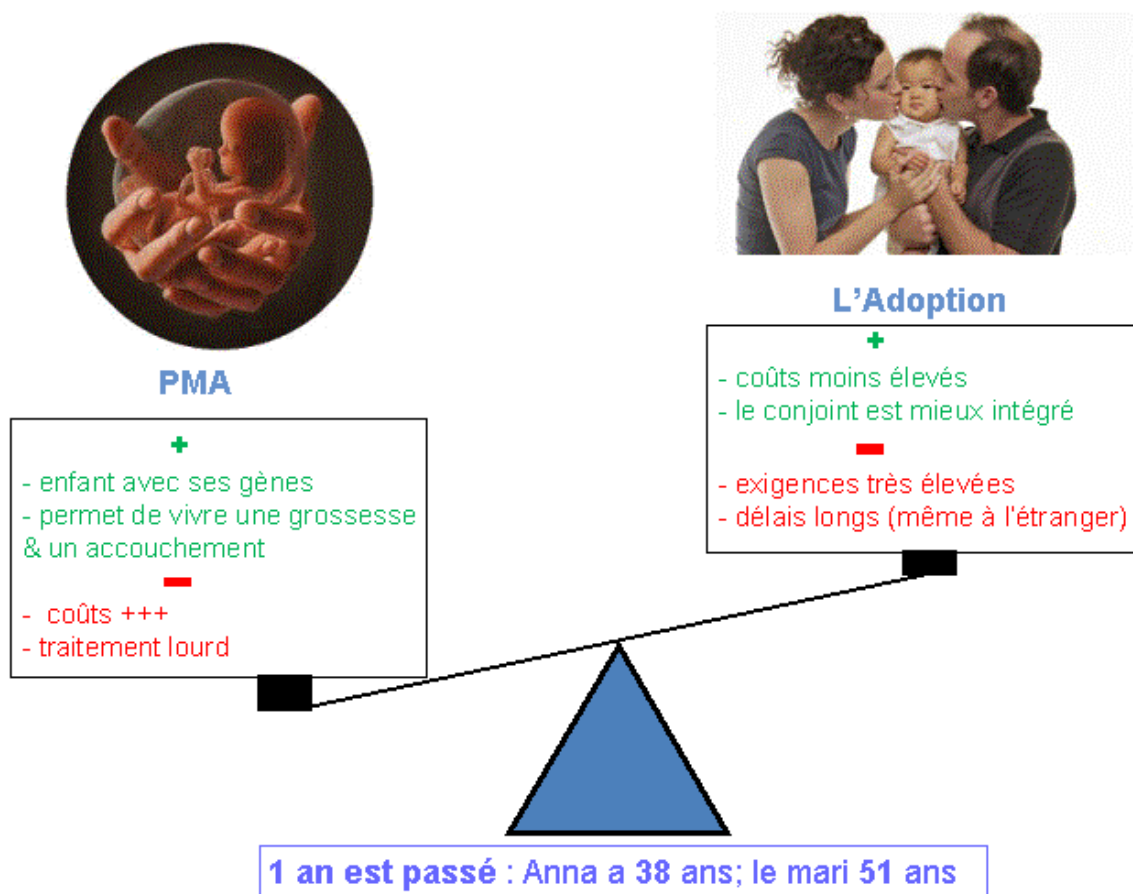 PMA
+
- enfant avec ses gènes
- permet de vivre une grossesse
& un accouchement
-
- coûts +++
- traitement lourd
L'Adoption
+
- coûts moins élevés
- le conjoint est mieux intégré
-
- exigences très élevées
- délais longs (même à l'étranger)
1 an est passé : Anna a 38 ans; le mari 51 ans